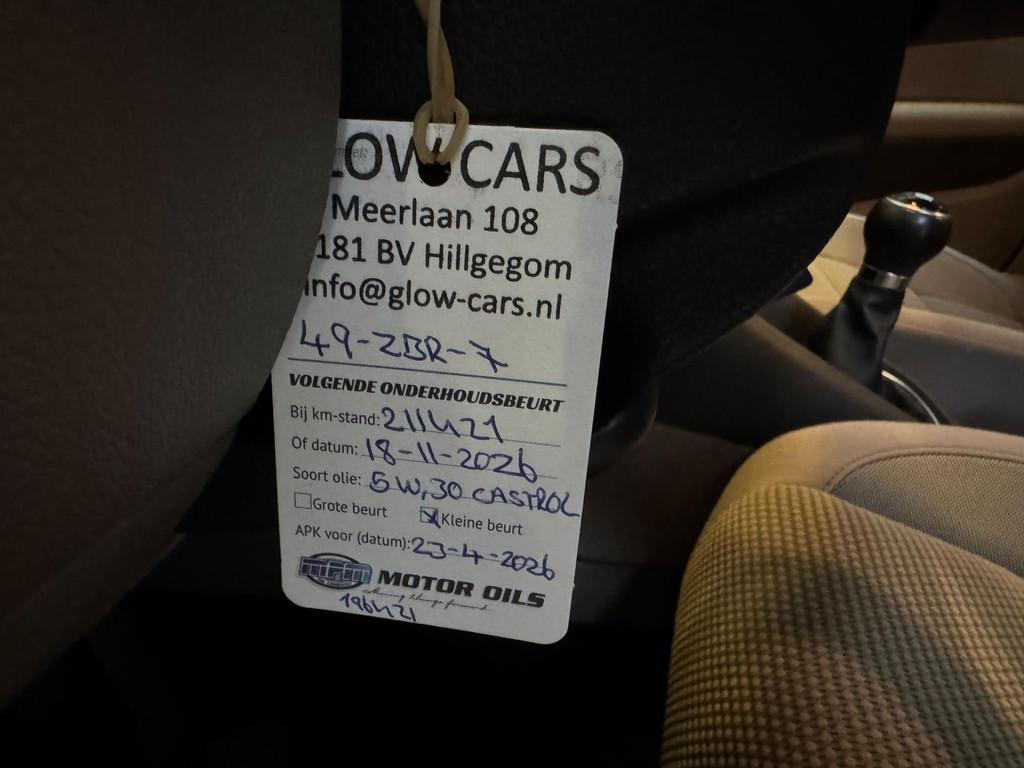 LOW CARS
Meerlaan 108
181 BV Hillgegom
info@glow-cars.nl
49-ZBR-7
VOLGENDE ONDERHOUDSBEURT
Bij km-stand: 211421
Of datum: 18-11-2026
Soort olie: 5W,30 CASTROL
Grote beurt Kleine beurt
APK voor (datum): 23-4-2026
mpm MOTOR OILS
196421